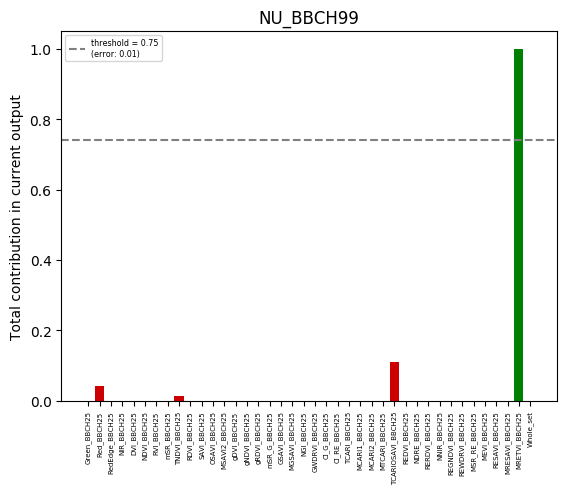 NU_BBCH99
threshold = 0.75
(error: 0.01)
Total contribution in current output
1.0
0.8
0.6
0.4
0.2
0.0
Green_BBCH25
Red_BBCH25
RedEdge_BBCH25
NIR_BBCH25
DVI_BBCH25
NDVI_BBCH25
RVI_BBCH25
mSR_BBCH25
TNDVI_BBCH25
RDVI_BBCH25
SAVI_BBCH25
OSAVI_BBCH25
MSAVI2_BBCH25
gDVI_BBCH25
gNDVI_BBCH25
gRDVI_BBCH25
mSR_G_BBCH25
GSAVI_BBCH25
MGSAVI_BBCH25
NGI_BBCH25
GWDRVI_BBCH25
CI_G_BBCH25
CI_RE_BBCH25
TCARI_BBCH25
MCARI1_BBCH25
MCARI2_BBCH25
MTCARI_BBCH25
TCARIOSAVI_BBCH25
REDVI_BBCH25
NDRE_BBCH25
RERDVI_BBCH25
NNIR_BBCH25
REGNDVI_BBCH25
REWDRVI_BBCH25
MSR_RE_BBCH25
MEVI_BBCH25
RESAVI_BBCH25
MRESAVI_BBCH25
MRETVI_BBCH25
Whole_set